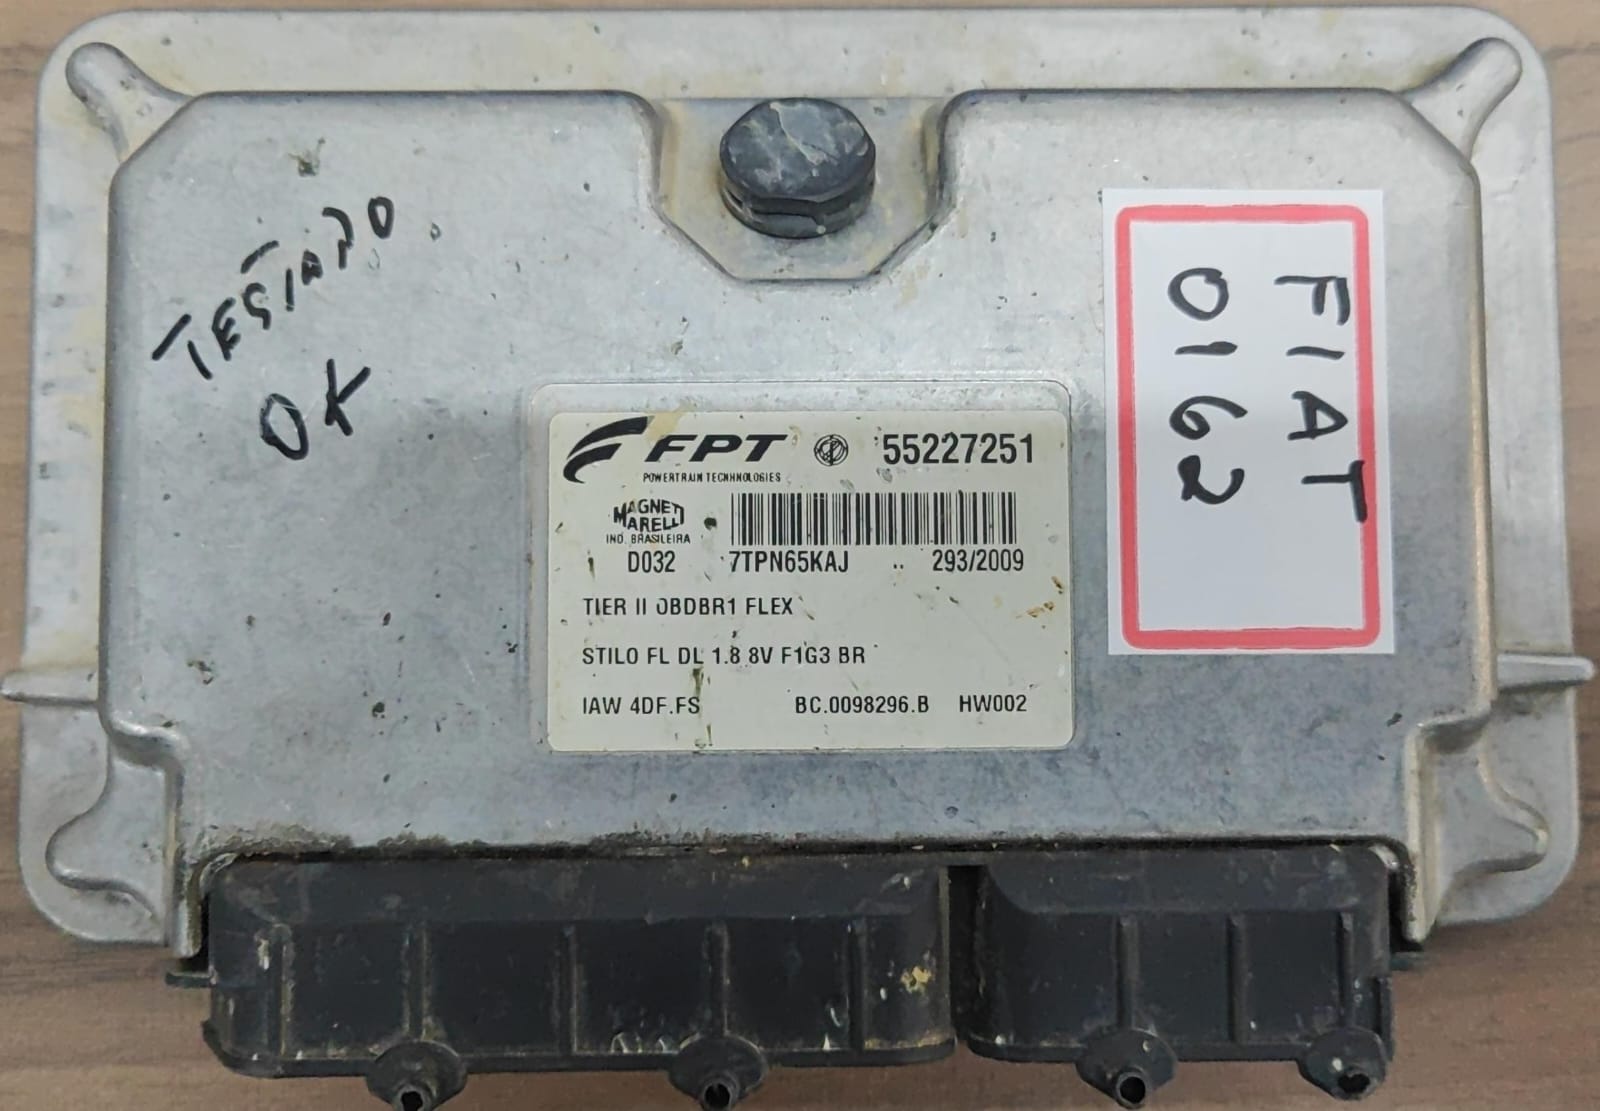 TESTADO
OK
FPT 55227251
POWERTRAIN TECNHNOLOGIES
MAGNETI
MARELLI
IND. BRASILEIRA
D032 7TPN65KAJ .. 293/2009
TIER II OBDBR1 FLEX
STILO FL DL 1.8 8V F1G3 BR
IAW 4DF.FS BC.0098296.B HW002
FIAT
0162